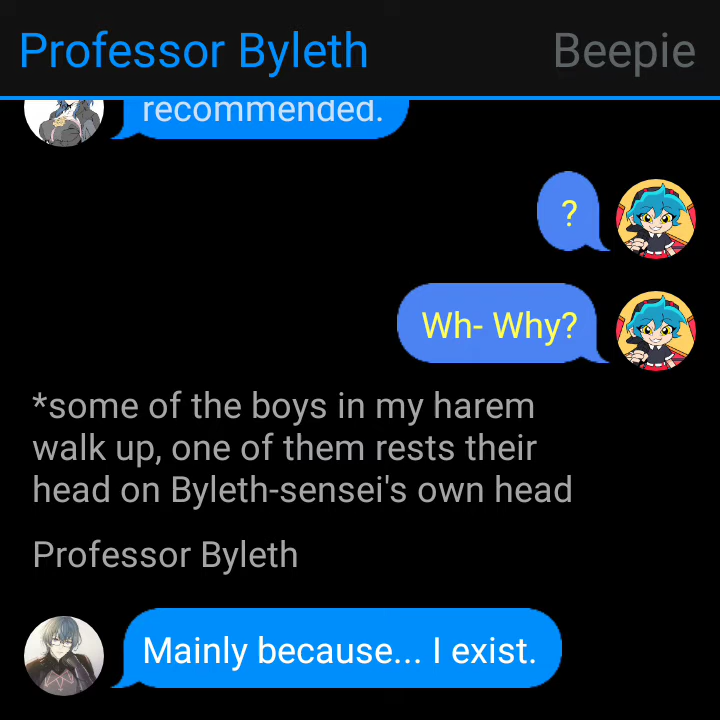 Professor Byleth
Beepie
recommended.
?
Wh- Why?
*some of the boys in my harem
walk up, one of them rests their
head on Byleth-sensei's own head
Professor Byleth
Mainly because... I exist.